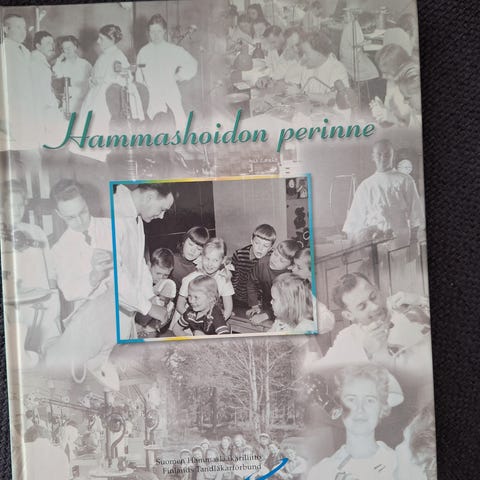 Hammashoidon perinne
Suomen Hammaslääkäriliitto
Finlands Tandläkarförbund